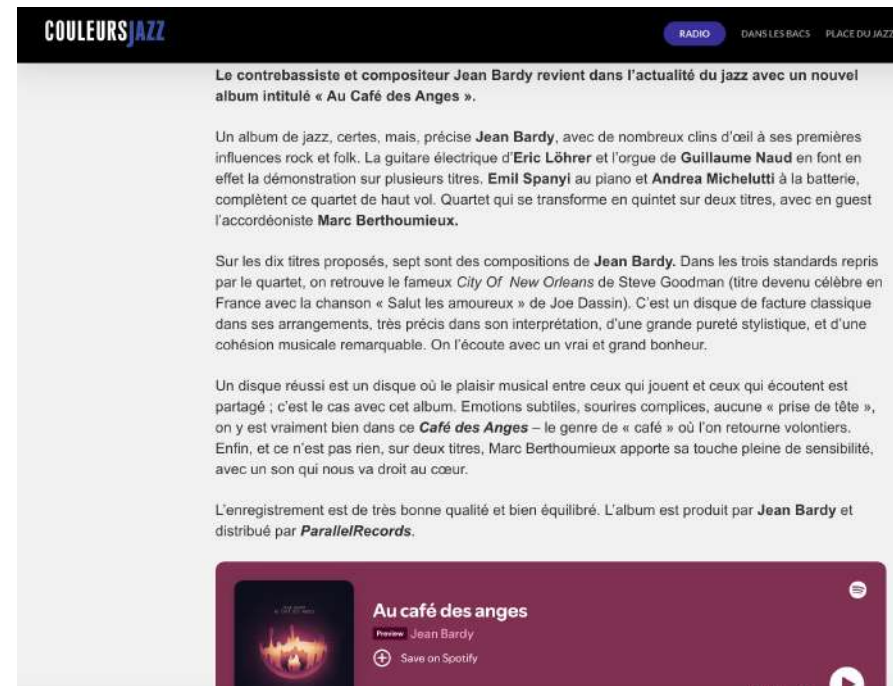 COULEURSJAZZ
RADIO
DANS LES BACS
PLACE DU JAZZ
Le contrebassiste et compositeur Jean Bardy revient dans l’actualité du jazz avec un nouvel
album intitulé « Au Café des Anges ».
Un album de jazz, certes, mais, précise Jean Bardy, avec de nombreux clins d’œil à ses premières
influences rock et folk. La guitare électrique d’Eric Löhrer et l’orgue de Guillaume Naud en font en
effet la démonstration sur plusieurs titres. Emil Spanyi au piano et Andrea Michelutti à la batterie,
complètent ce quartet de haut vol. Quartet qui se transforme en quintet sur deux titres, avec en guest
l’accordéoniste Marc Berthoumieux.
Sur les dix titres proposés, sept sont des compositions de Jean Bardy. Dans les trois standards repris
par le quartet, on retrouve le fameux City Of New Orleans de Steve Goodman (titre devenu célèbre en
France avec la chanson « Salut les amoureux » de Joe Dassin). C’est un disque de facture classique
dans ses arrangements, très précis dans son interprétation, d’une grande pureté stylistique, et d’une
cohésion musicale remarquable. On l’écoute avec un vrai et grand bonheur.
Un disque réussi est un disque où le plaisir musical entre ceux qui jouent et ceux qui écoutent est
partagé ; c’est le cas avec cet album. Emotions subtiles, sourires complices, aucune « prise de tête »,
on y est vraiment bien dans ce Café des Anges – le genre de « café » où l’on retourne volontiers.
Enfin, et ce n’est pas rien, sur deux titres, Marc Berthoumieux apporte sa touche pleine de sensibilité,
avec un son qui nous va droit au cœur.
L’enregistrement est de très bonne qualité et bien équilibré. L’album est produit par Jean Bardy et
distribué par ParallelRecords.
Au café des anges
Preview Jean Bardy
Save on Spotify